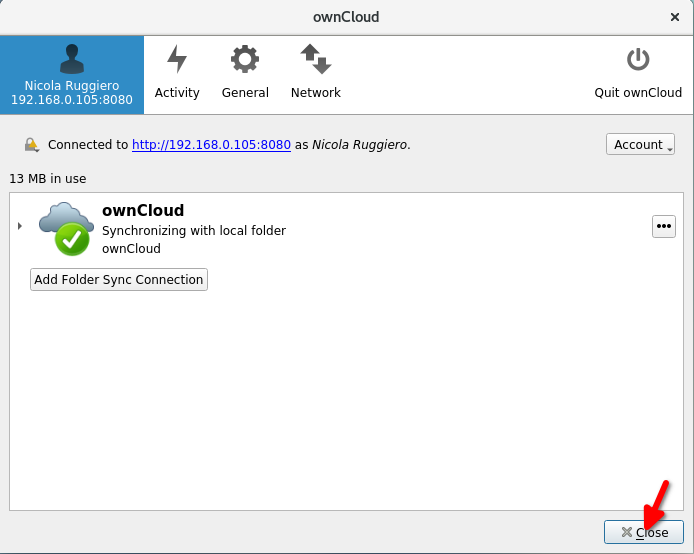 ownCloud
Nicola Ruggiero
192.168.0.105:8080
Activity
General
Network
Quit ownCloud
Connected to http://192.168.0.105:8080 as Nicola Ruggiero.
Account
13 MB in use
ownCloud
Synchronizing with local folder
ownCloud
Add Folder Sync Connection
Close